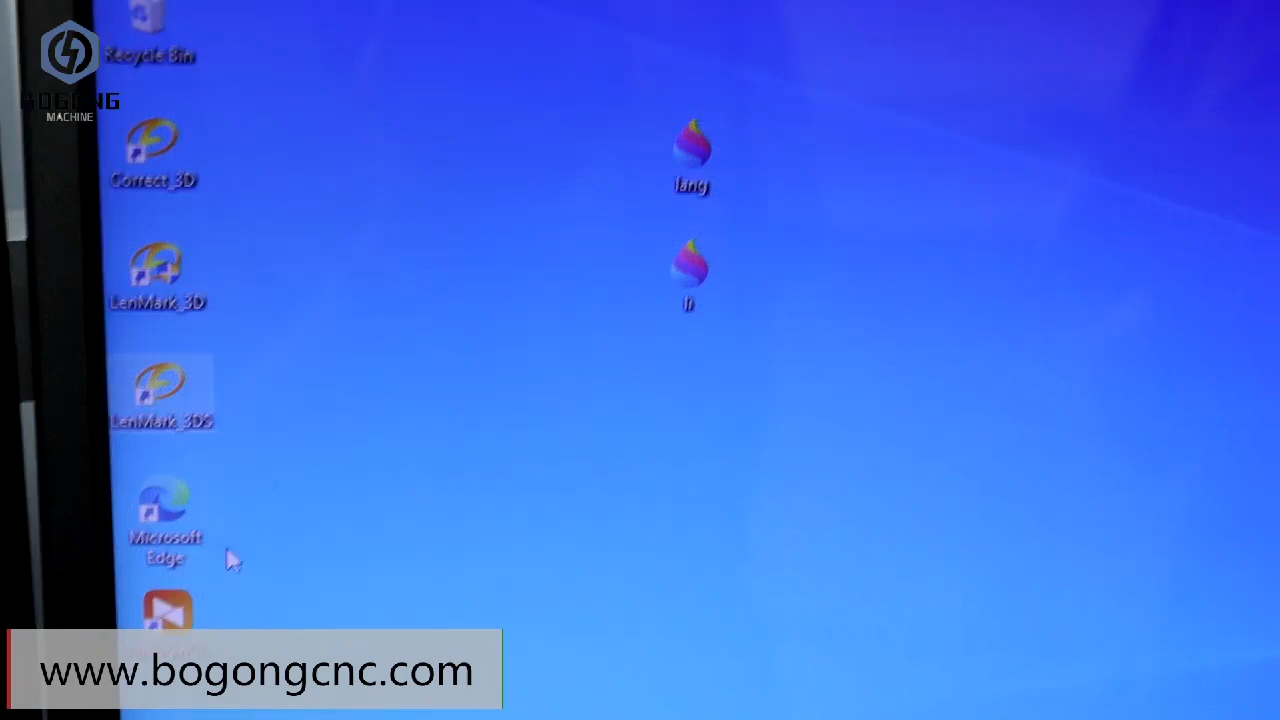 Recycle Bin
BOGONG
MACHINE
Correct_3D
lang
LenMark_3D
li
LenMark_3DS
Microsoft
Edge
www.bogongcnc.com